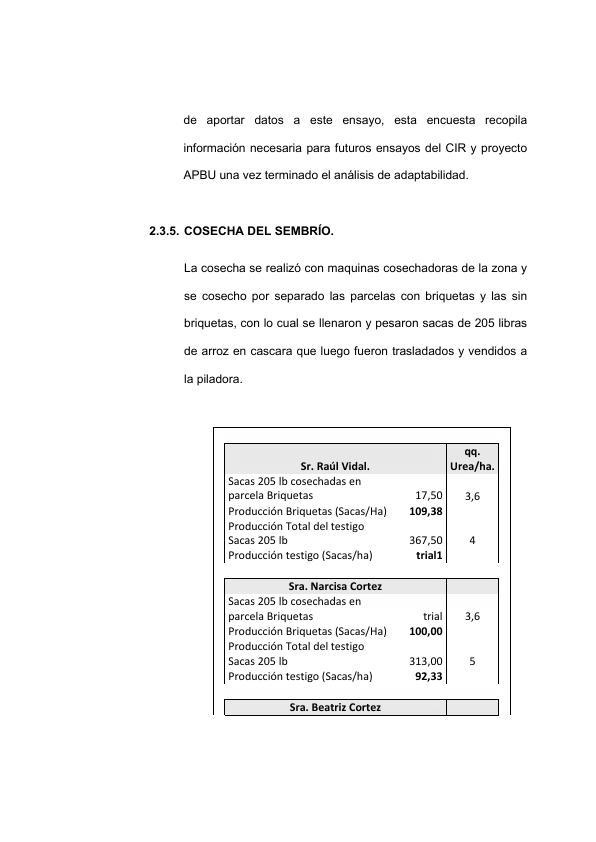 de aportar datos a este ensayo, esta encuesta recopila
información necesaria para futuros ensayos del CIR y proyecto
APBU una vez terminado el análisis de adaptabilidad.
2.3.5. COSECHA DEL SEMBRÍO.
La cosecha se realizó con maquinas cosechadoras de la zona y
se cosecho por separado las parcelas con briquetas y las sin
briquetas, con lo cual se llenaron y pesaron sacas de 205 libras
de arroz en cascara que luego fueron trasladados y vendidos a
la piladora.
qq.
Sr. Raúl Vidal. Urea/ha.
Sacas 205 lb cosechadas en
parcela Briquetas 17,50 3,6
Producción Briquetas (Sacas/Ha) 109,38
Producción Total del testigo
Sacas 205 lb 367,50 4
Producción testigo (Sacas/ha) trial1
Sra. Narcisa Cortez
Sacas 205 lb cosechadas en
parcela Briquetas trial 3,6
Producción Briquetas (Sacas/Ha) 100,00
Producción Total del testigo
Sacas 205 lb 313,00 5
Producción testigo (Sacas/ha) 92,33
Sra. Beatriz Cortez